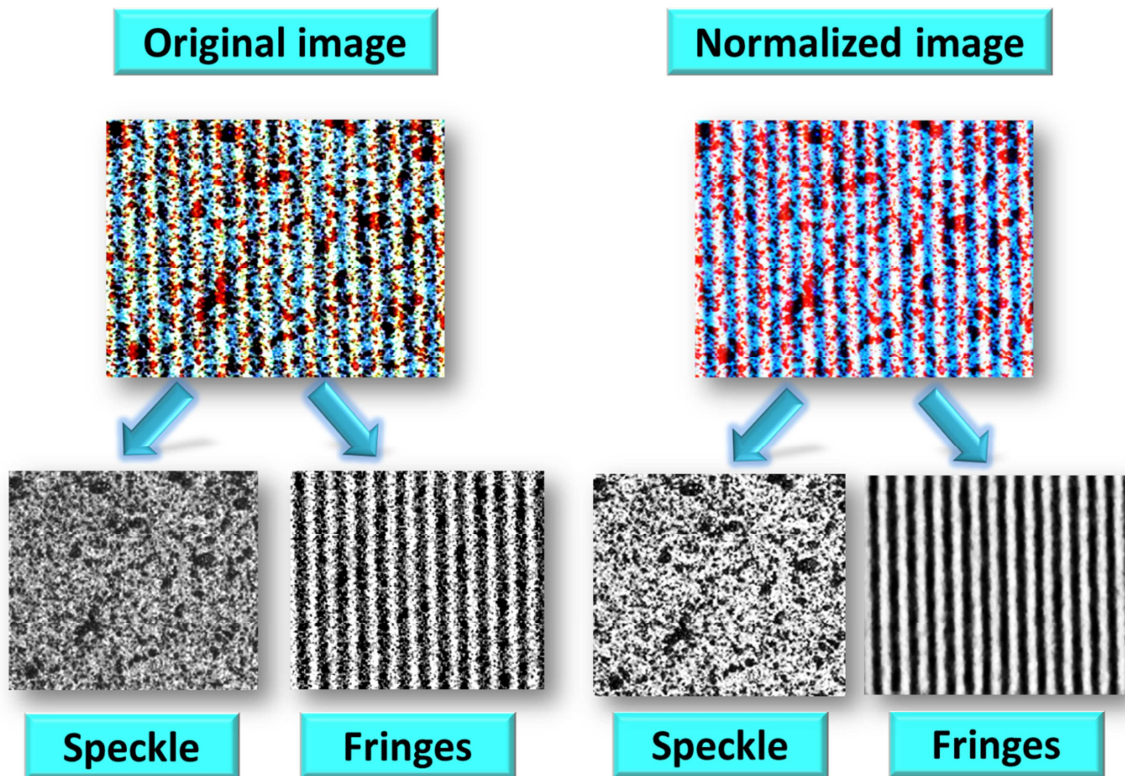 Original image
Normalized image
Speckle
Fringes
Speckle
Fringes